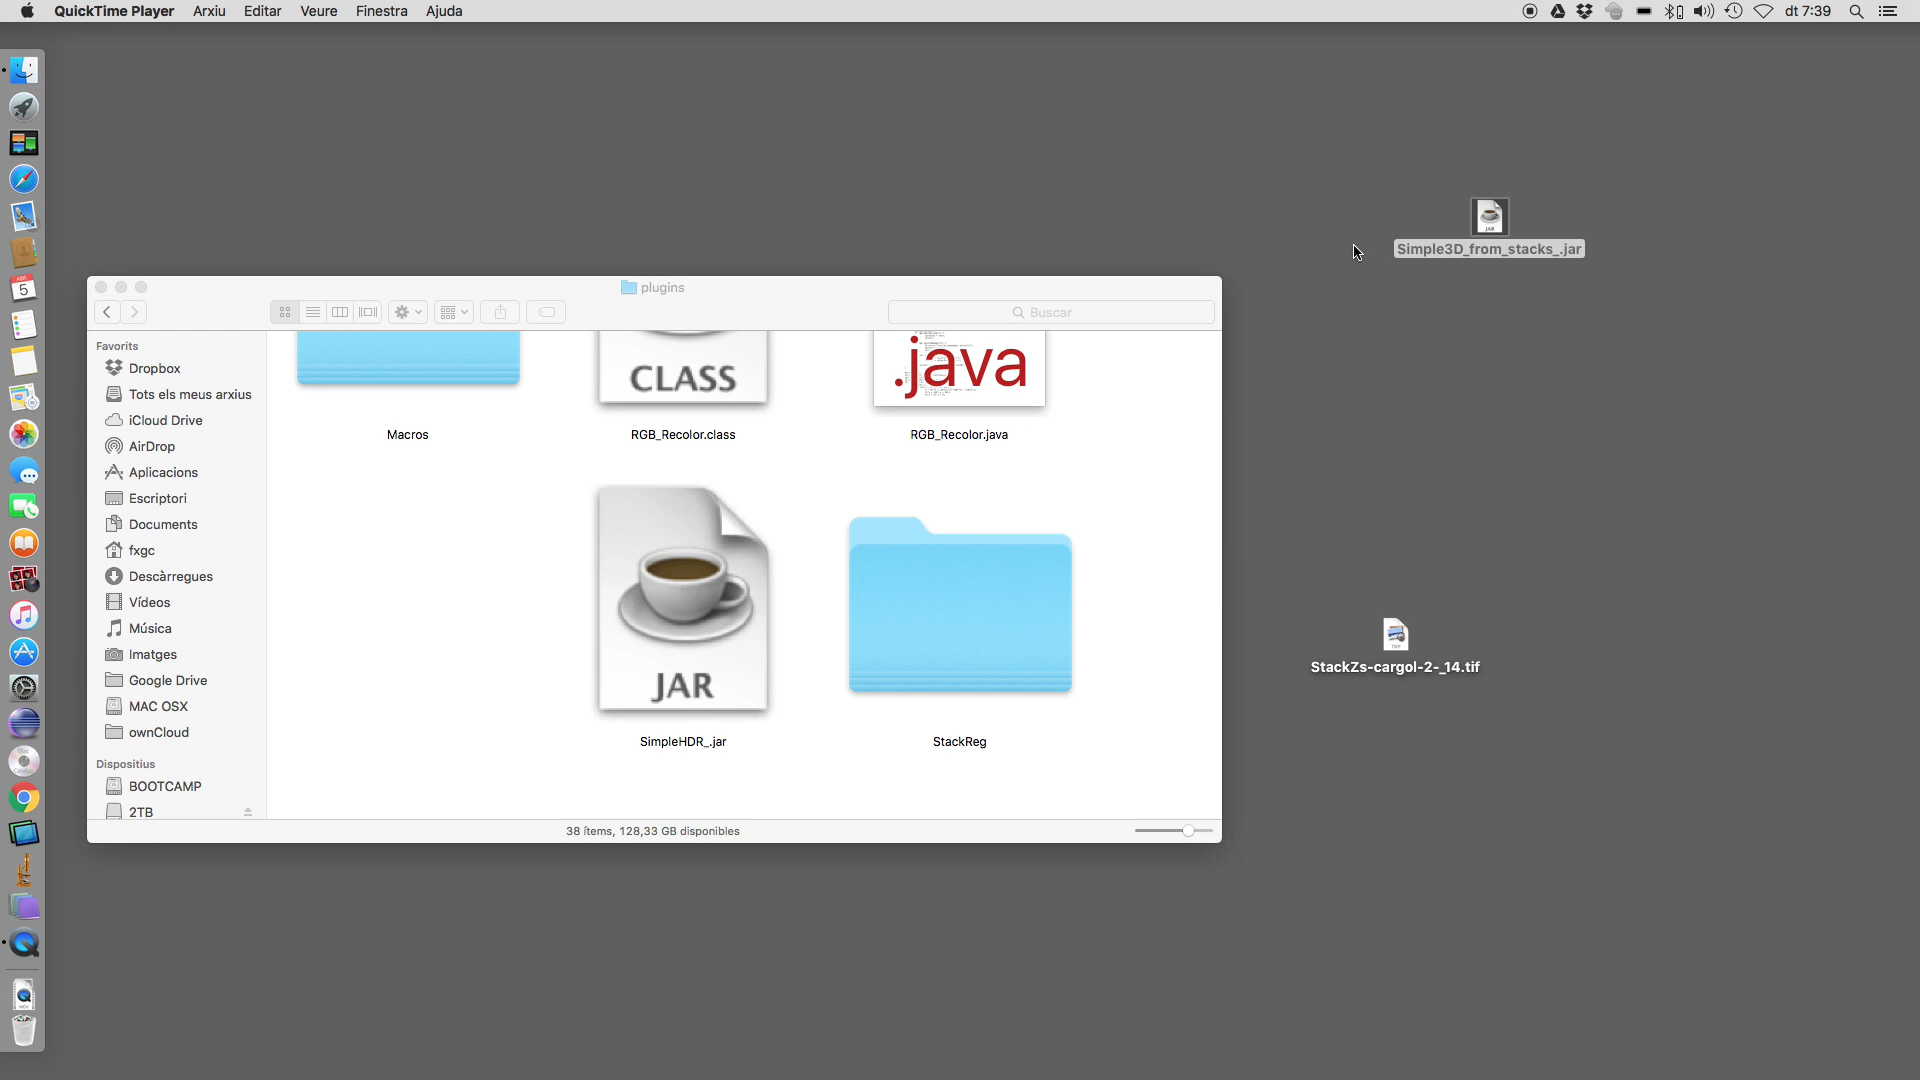 QuickTime Player Arxiu Editar Veure Finestra Ajuda
dt 7:39
JAR
Simple3D_from_stacks_.jar
plugins
Buscar
Favorits
Dropbox
Tots els meus arxius
iCloud Drive
AirDrop
Aplicacions
Escriptori
Documents
fxgc
Descàrregues
Vídeos
Música
Imatges
Google Drive
MAC OSX
ownCloud
Dispositius
BOOTCAMP
2TB
CLASS
.java
Macros
RGB_Recolor.class
RGB_Recolor.java
JAR
SimpleHDR_.jar
StackReg
38 ítems, 128,33 GB disponibles
StackZs-cargol-2-_14.tif
5